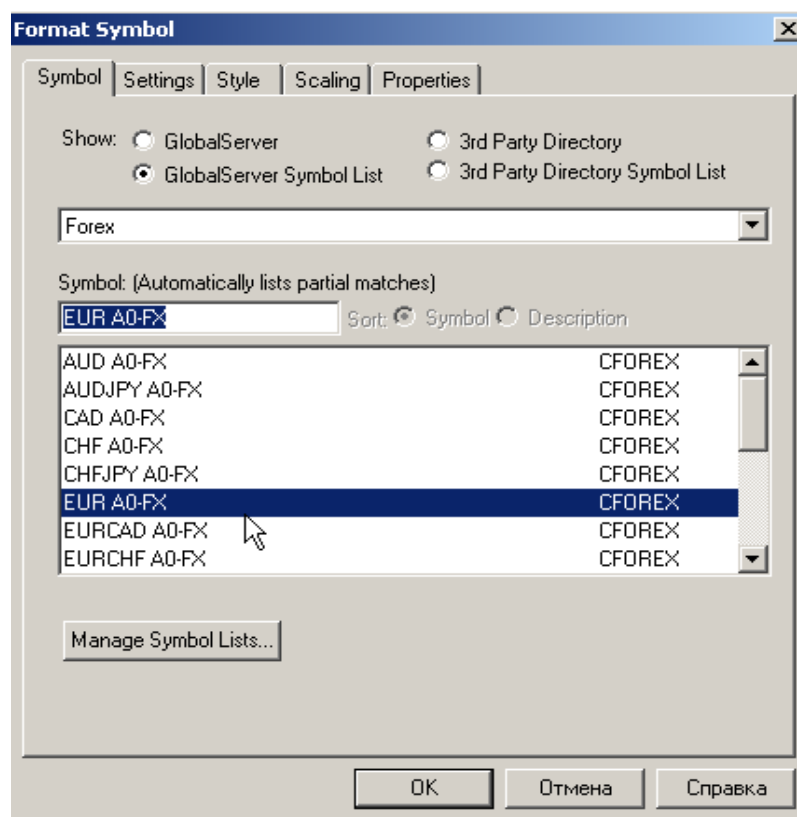 Format Symbol
Symbol Settings Style Scaling Properties
Show: GlobalServer 3rd Party Directory
GlobalServer Symbol List 3rd Party Directory Symbol List
Forex
Symbol: (Automatically lists partial matches)
EUR A0-FX Sort: Symbol Description
AUD A0-FX CFOREX
AUDJPY A0-FX CFOREX
CAD A0-FX CFOREX
CHF A0-FX CFOREX
CHFJPY A0-FX CFOREX
EUR A0-FX CFOREX
EURCAD A0-FX CFOREX
EURCHF A0-FX CFOREX
Manage Symbol Lists...
OK Отмена Справка